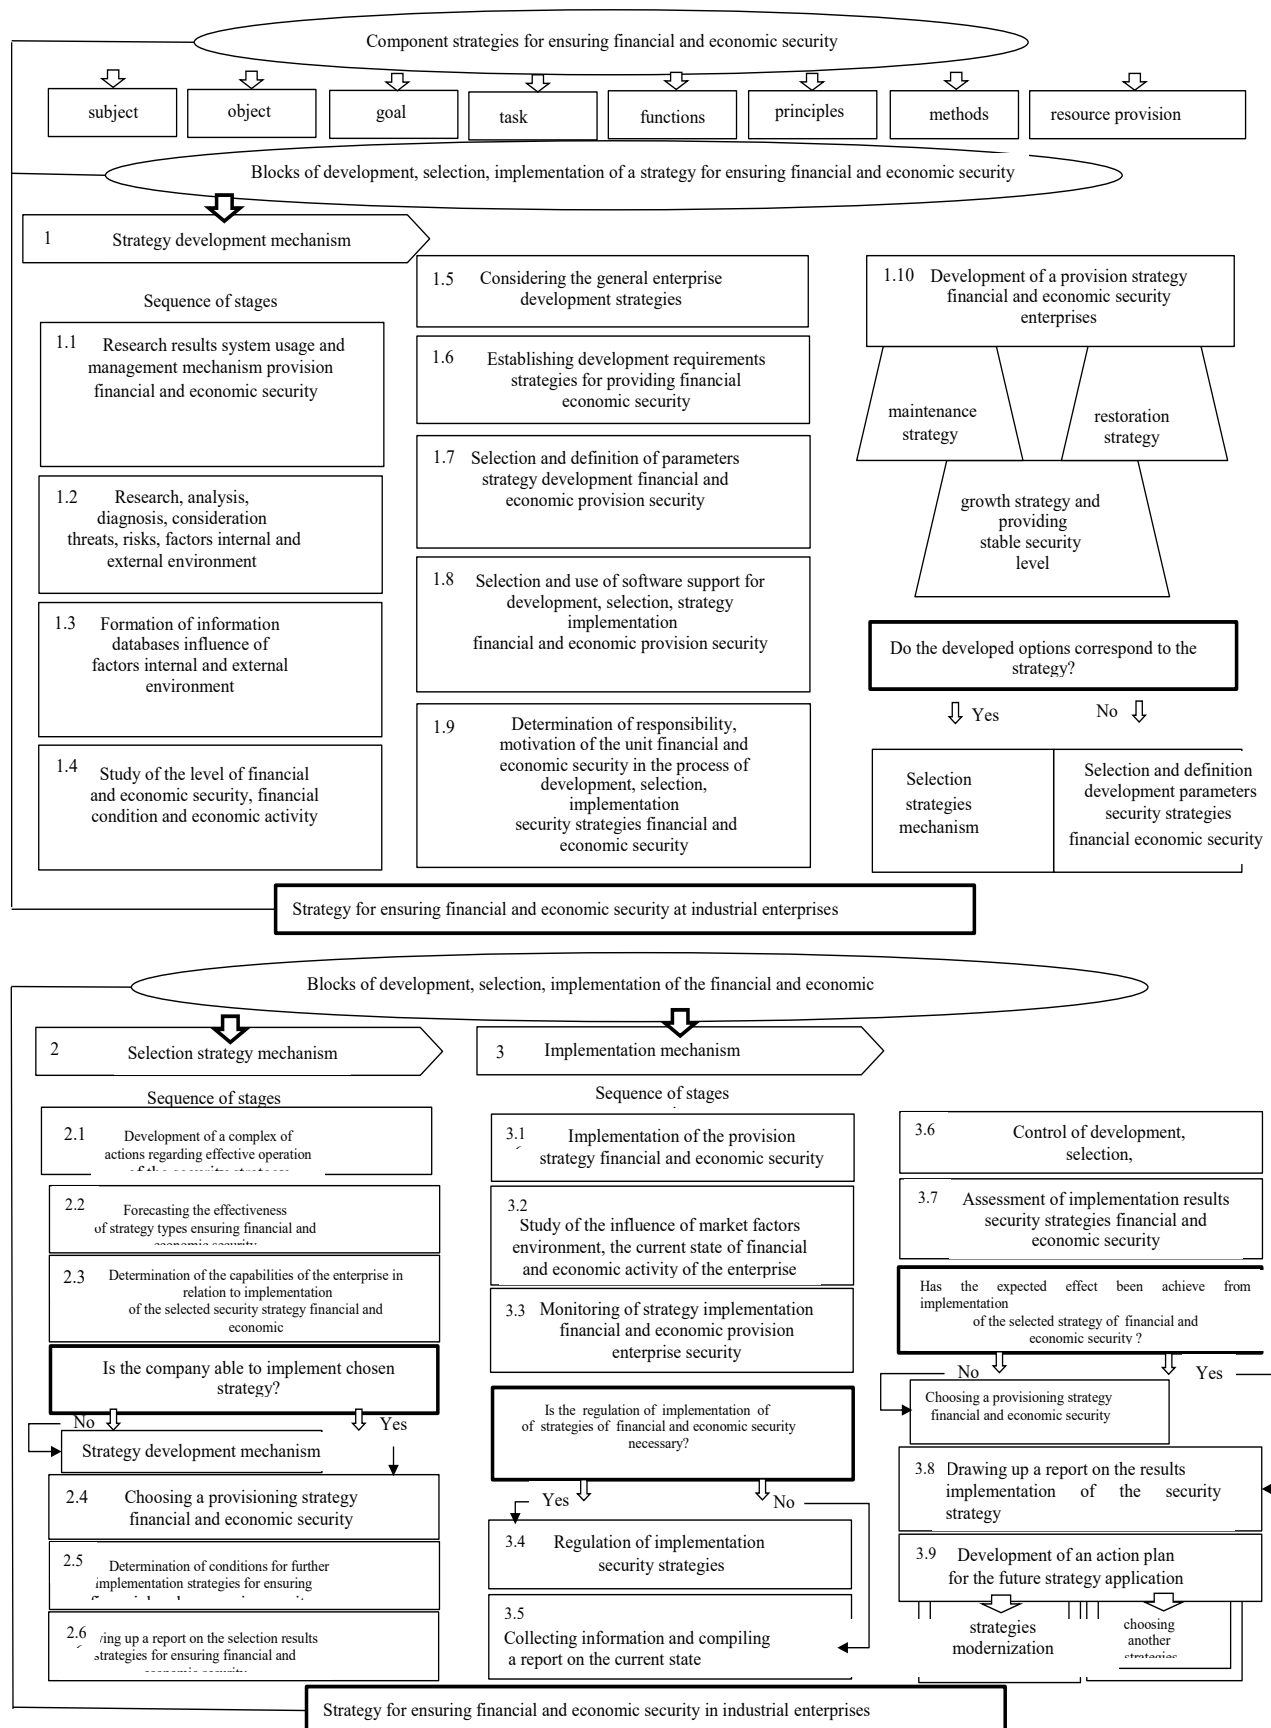 Component strategies for ensuring financial and economic security
subject
object
goal
task
functions
principles
methods
resource provision
Blocks of development, selection, implementation of a strategy for ensuring financial and economic security
1 Strategy development mechanism
Sequence of stages
1.1 Research results system usage and
management mechanism provision
financial and economic security
1.2 Research, analysis,
diagnosis, consideration
threats, risks, factors internal and
external environment
1.3 Formation of information
databases influence of
factors internal and external
environment
1.4 Study of the level of financial
and economic security, financial
condition and economic activity
1.5 Considering the general enterprise
development strategies
1.6 Establishing development requirements
strategies for providing financial
economic security
1.7 Selection and definition of parameters
strategy development financial and
economic provision security
1.8 Selection and use of software support for
development, selection, strategy
implementation
financial and economic provision security
1.9 Determination of responsibility,
motivation of the unit financial and
economic security in the process of
development, selection,
implementation
security strategies financial and
economic security
1.10 Development of a provision strategy
financial and economic security
enterprises
maintenance
strategy
restoration
strategy
growth strategy and
providing
stable security
level
Do the developed options correspond to the
strategy?
Yes
No
Selection
strategies
mechanism
Selection and definition
development parameters
security strategies
financial economic security
Strategy for ensuring financial and economic security at industrial enterprises
Blocks of development, selection, implementation of the financial and economic
2 Selection strategy mechanism
Sequence of stages
2.1 Development of a complex of
actions regarding effective operation
of the security strategy
2.2 Forecasting the effectiveness
of strategy types ensuring financial and
economic security
2.3 Determination of the capabilities of the enterprise in
relation to implementation
of the selected security strategy financial and
economic
Is the company able to implement chosen
strategy?
No
Yes
Strategy development mechanism
2.4 Choosing a provisioning strategy
financial and economic security
2.5 Determination of conditions for further
implementation strategies for ensuring
2.6 up a report on the selection results
strategies for ensuring financial and
economic security
3 Implementation mechanism
Sequence of stages
3.1 Implementation of the provision
strategy financial and economic security
3.2
Study of the influence of market factors
environment, the current state of financial
and economic activity of the enterprise
3.3 Monitoring of strategy implementation
financial and economic provision
enterprise security
Is the regulation of implementation of
of strategies of financial and economic security
necessary?
Yes
No
3.4 Regulation of implementation
security strategies
3.5
Collecting information and compiling
a report on the current state
3.6 Control of development,
selection,
3.7 Assessment of implementation results
security strategies financial and
economic security
Has the expected effect been achieve from
implementation
of the selected strategy of financial and
economic security ?
No
Yes
Choosing a provisioning strategy
financial and economic security
3.8 Drawing up a report on the results
implementation of the security
strategy
3.9 Development of an action plan
for the future strategy application
strategies
modernization
choosing
another
strategies
Strategy for ensuring financial and economic security in industrial enterprises